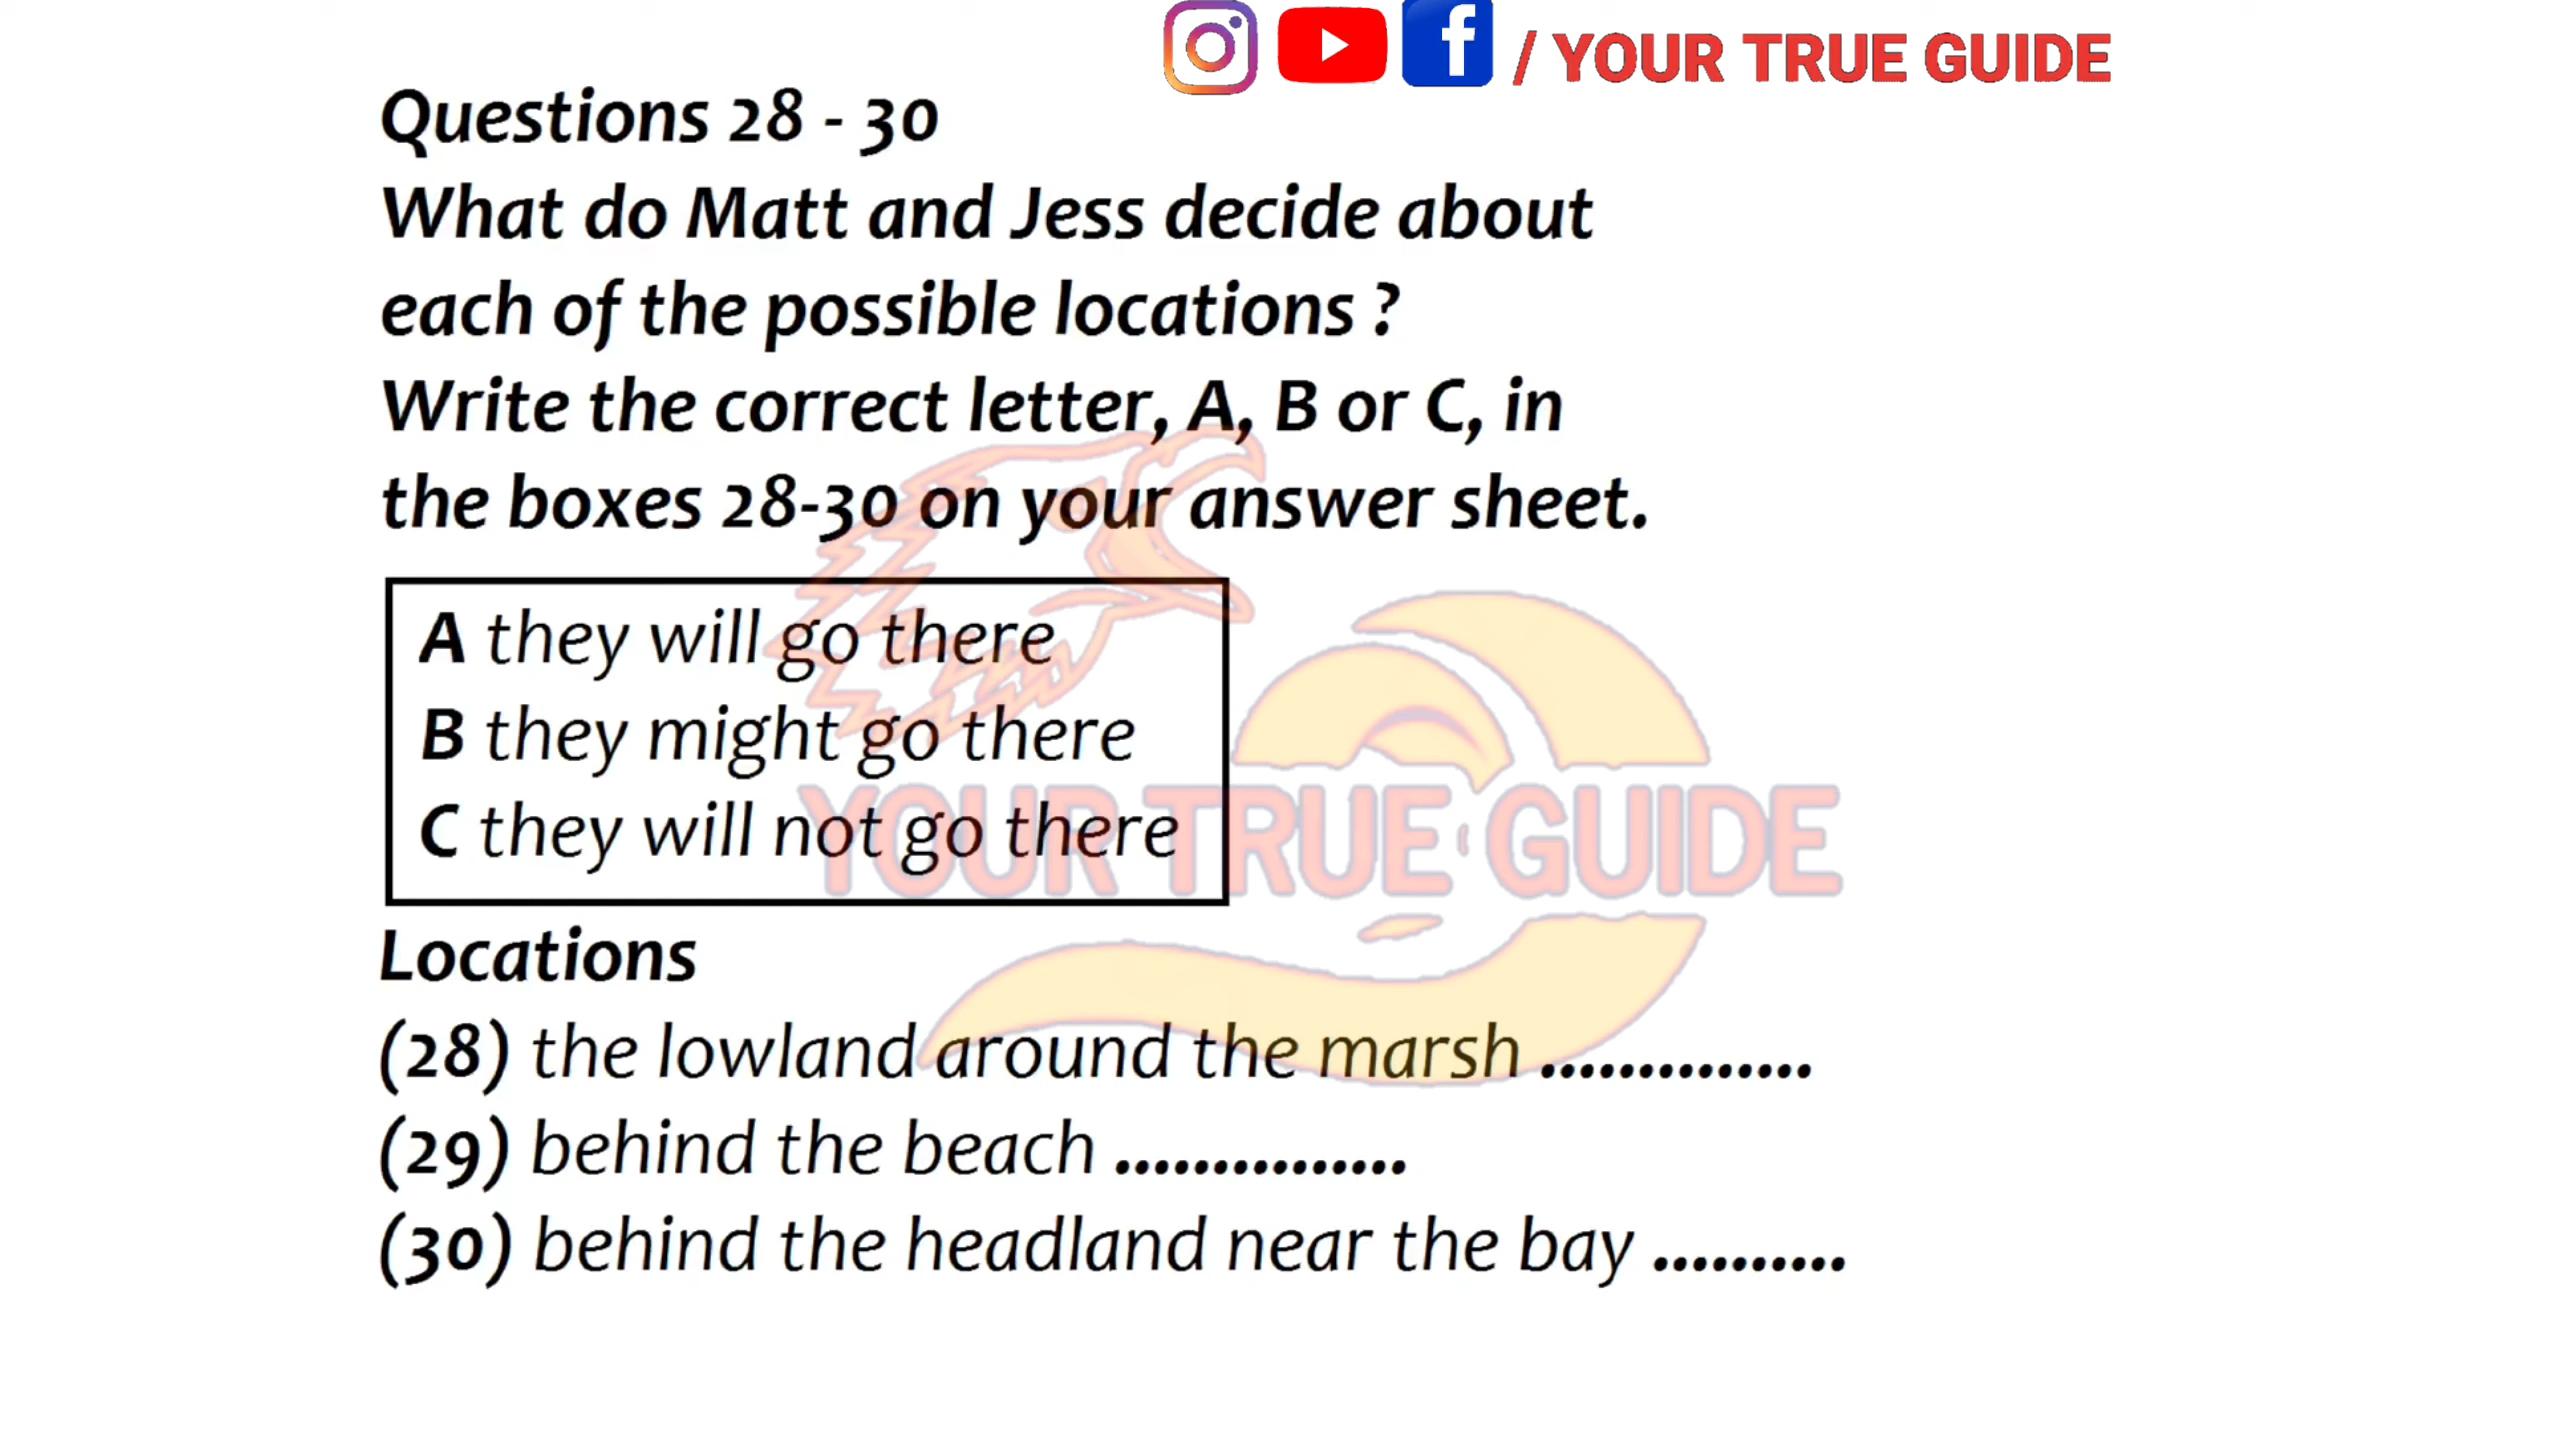 / YOUR TRUE GUIDE
Questions 28 - 30
What do Matt and Jess decide about
each of the possible locations ?
Write the correct letter, A, B or C, in
the boxes 28-30 on your answer sheet.
A they will go there
B they might go there
C they will not go there
YOUR TRUE GUIDE
Locations
(28) the lowland around the marsh ..............
(29) behind the beach ...............
(30) behind the headland near the bay ..........